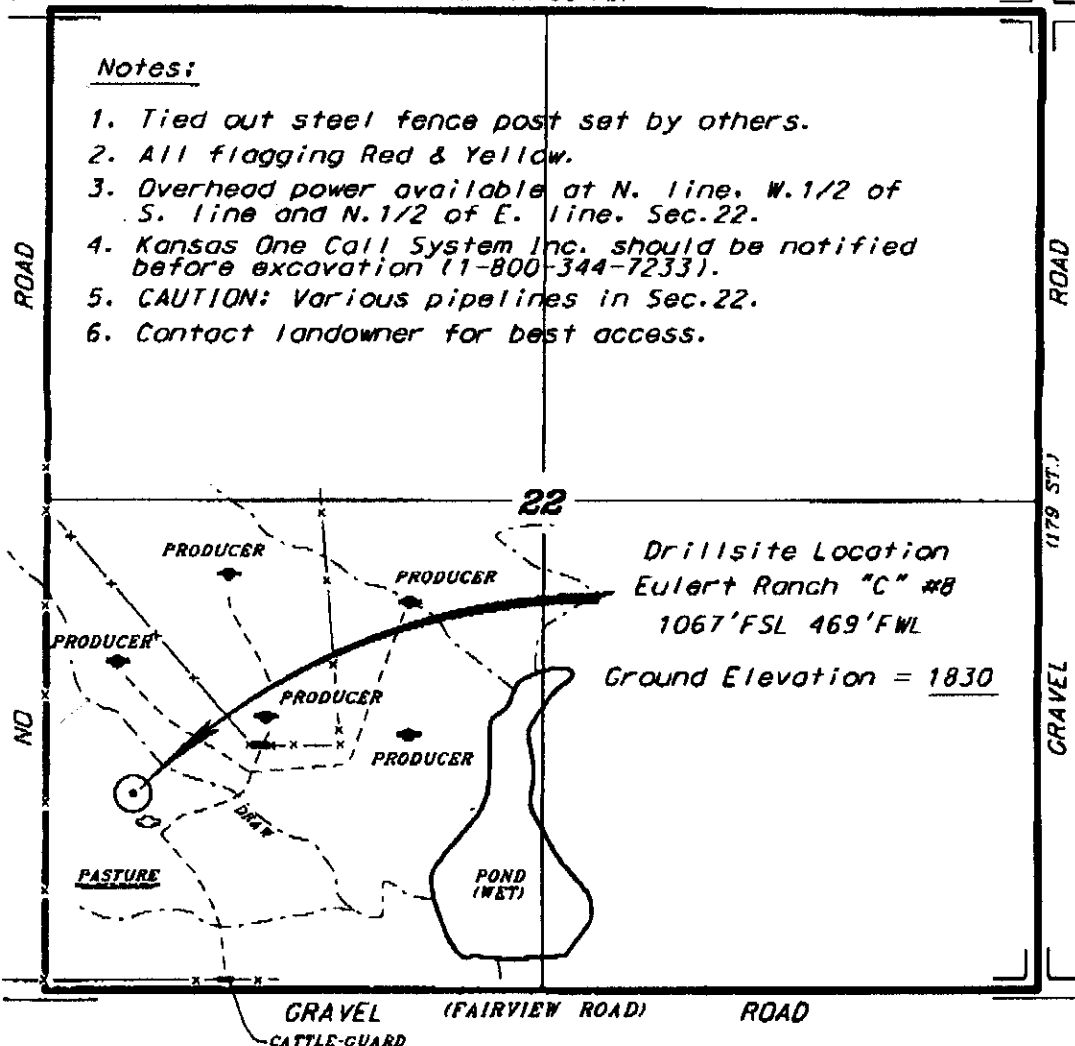 Notes:
1. Tied out steel fence post set by others.
2. All flagging Red & Yellow.
3. Overhead power available at N. line, W. 1/2 of
S. line and N. 1/2 of E. line, Sec. 22.
4. Kansas One Call System Inc. should be notified
before excavation (1-800-344-7233).
5. CAUTION: Various pipelines in Sec. 22.
6. Contact landowner for best access.
ROAD
ROAD
22
(179 ST.)
PRODUCER
PRODUCER
Drillsite Location
Eulert Ranch "C" #8
1067'FSL 469'FWL
PRODUCER
Ground Elevation = 1830
PRODUCER
NO
PRODUCER
GRAVEL
DRAW
PASTURE
POND
(WET)
GRAVEL (FAIRVIEW ROAD) ROAD
CATTLE-GUARD